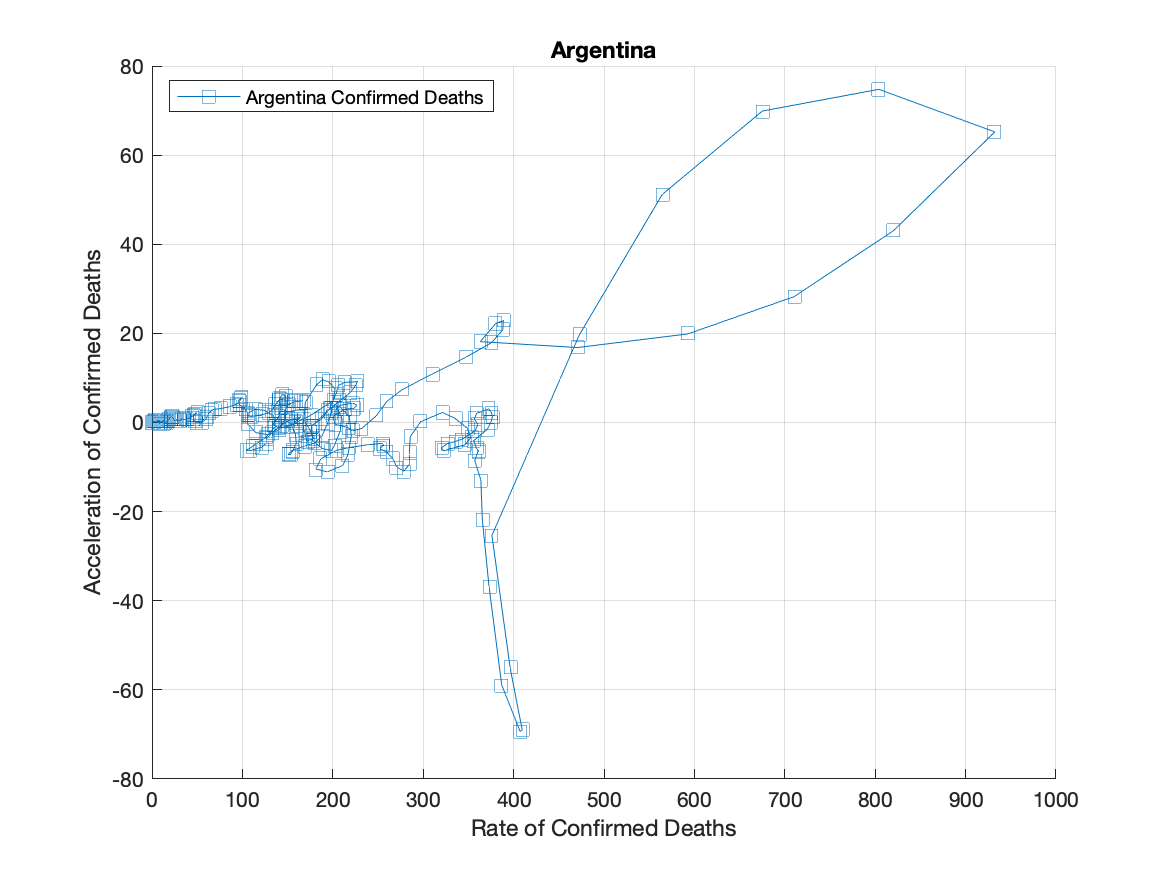 Argentina
Argentina Confirmed Deaths
80
60
40
20
0
-20
-40
-60
-80
Acceleration of Confirmed Deaths
0 100 200 300 400 500 600 700 800 900 1000
Rate of Confirmed Deaths